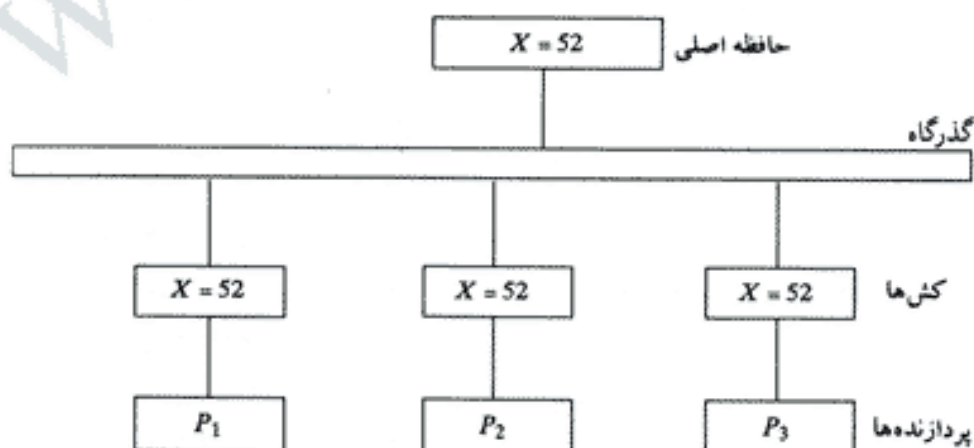 X = 52 حافظه اصلی
گذرگاه
X = 52 X = 52 X = 52 کش‌ها
P1 P2 P3 پردازنده‌ها